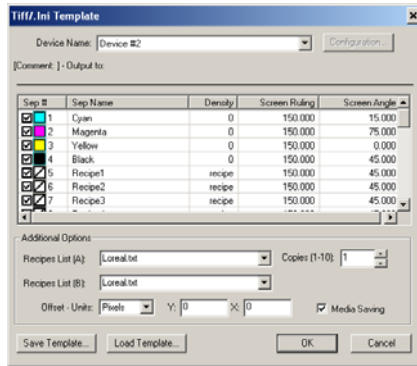 Tiff/.Ini Template
Device Name: Device #2 Configuration...
[Comment: ] - Output to:
Sep # Sep Name Density Screen Ruling Screen Angle
1 Cyan 0 150.000 15.000
2 Magenta 0 150.000 75.000
3 Yellow 0 150.000 0.000
4 Black 0 150.000 45.000
5 Recipe1 recipe 150.000 45.000
6 Recipe2 recipe 150.000 45.000
7 Recipe3 recipe 150.000 45.000
Additional Options
Recipes List (A): Loreal.txt Copies (1-10): 1
Recipes List (B): Loreal.txt
Offset - Units: Pixels Y: 0 X: 0 Media Saving
Save Template... Load Template... OK Cancel